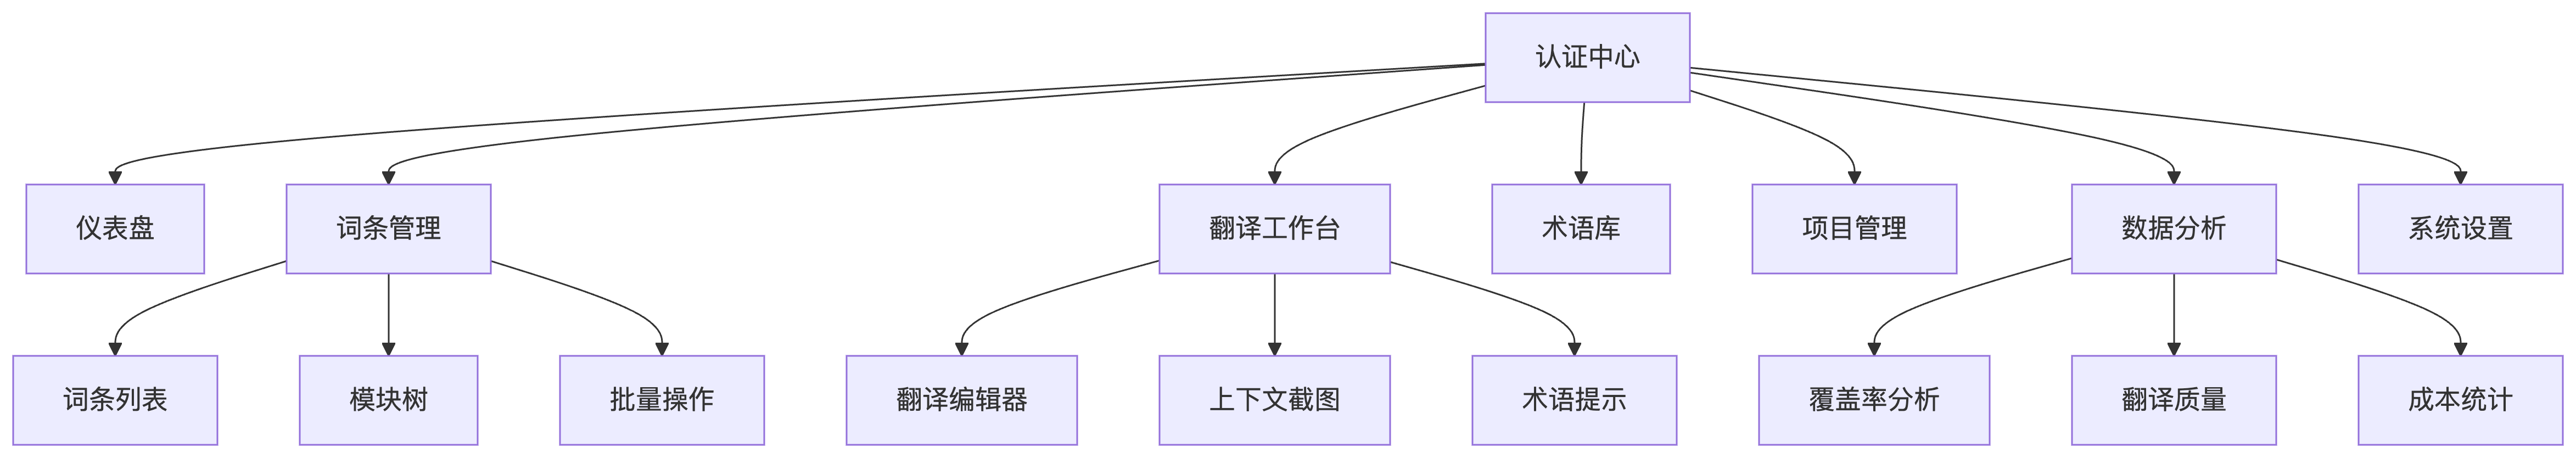 认证中心
仪表盘
词条管理
翻译工作台
术语库
项目管理
数据分析
系统设置
词条列表
模块树
批量操作
翻译编辑器
上下文截图
术语提示
覆盖率分析
翻译质量
成本统计